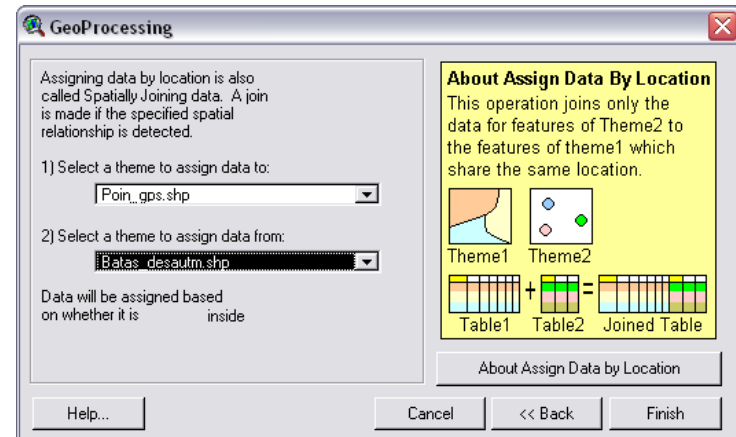 GeoProcessing
Assigning data by location is also
called Spatially Joining data. A join
is made if the specified spatial
relationship is detected.
1) Select a theme to assign data to:
Poin_gps.shp
2) Select a theme to assign data from:
Batas_desautm.shp
Data will be assigned based
on whether it is inside
About Assign Data By Location
This operation joins only the
data for features of Theme2 to
the features of theme1 which
share the same location.
Theme1 Theme2
+ =
Table1 Table2 Joined Table
About Assign Data by Location
Help... Cancel << Back Finish